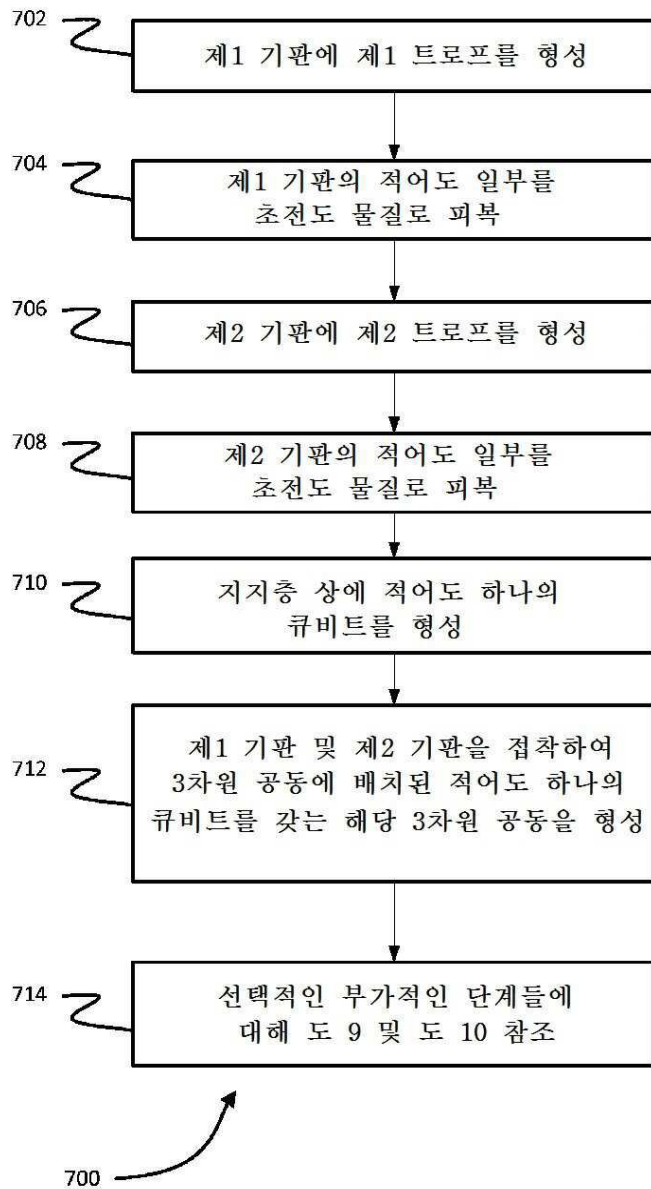 702
제1 기판에 제1 트로프를 형성
704
제1 기판의 적어도 일부를
초전도 물질로 피복
706
제2 기판에 제2 트로프를 형성
708
제2 기판의 적어도 일부를
초전도 물질로 피복
710
지지층 상에 적어도 하나의
큐비트를 형성
712
제1 기판 및 제2 기판을 접착하여
3차원 공동에 배치된 적어도 하나의
큐비트를 갖는 해당 3차원 공동을 형성
714
선택적인 부가적인 단계들에
대해 도 9 및 도 10 참조
700